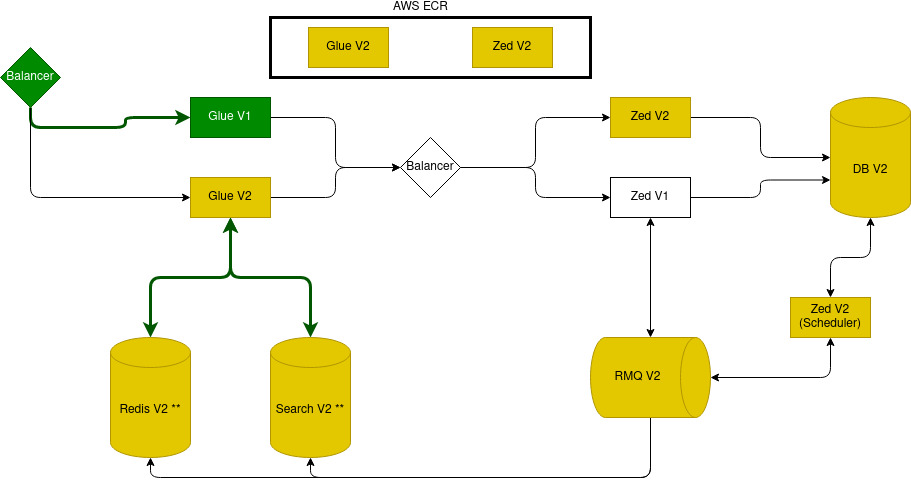 AWS ECR
Glue V2
Zed V2
Balancer
Glue V1
Zed V2
Balancer
DB V2
Glue V2
Zed V1
Zed V2
(Scheduler)
RMQ V2
Redis V2 **
Search V2 **